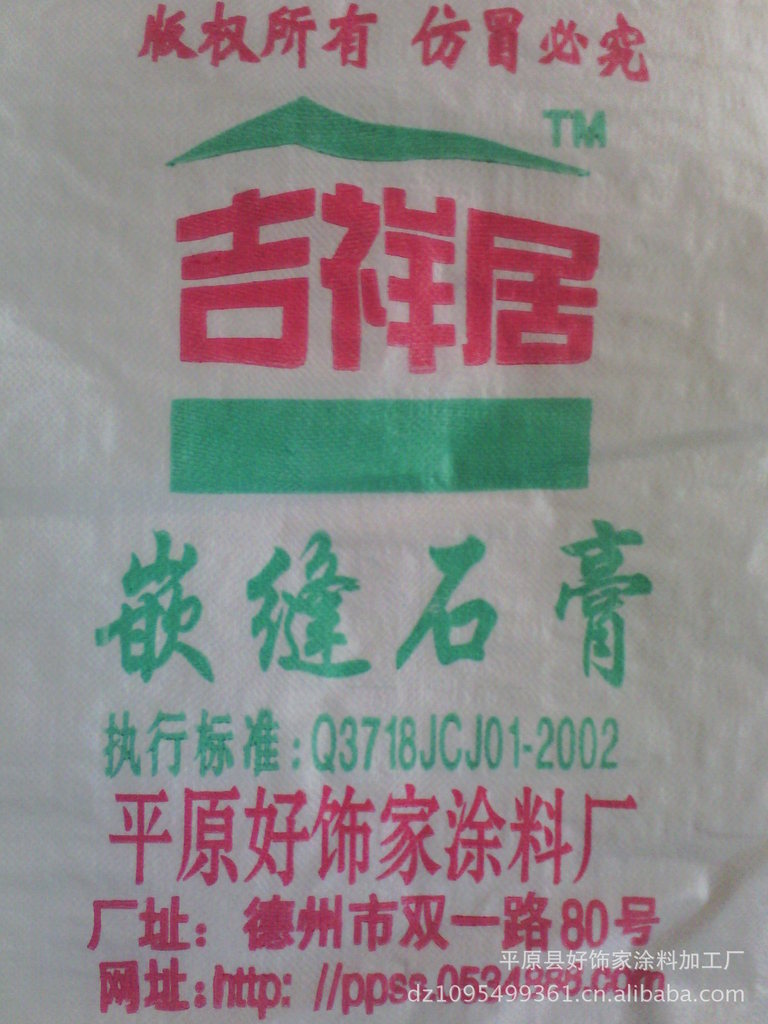 版权所有 仿冒必究
TM
吉祥居
嵌缝石膏
执行标准:Q3718JCJ01-2002
平原好饰家涂料厂
厂址：德州市双一路80号
平原县好饰家涂料加工厂
网址:http: //ppss.053
dz1095499361.cn.alibaba.com